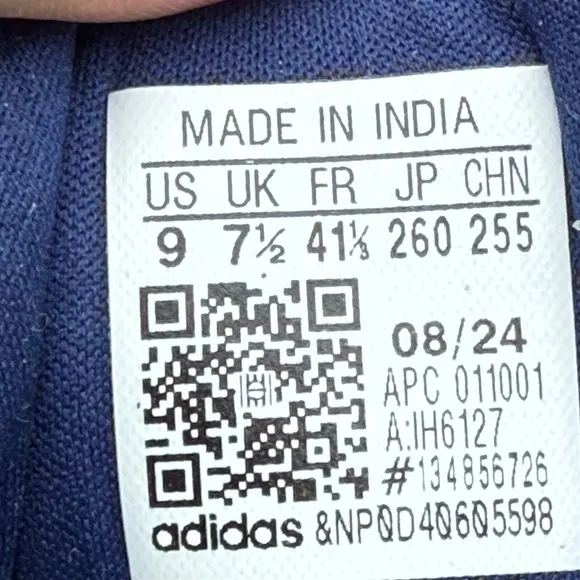 MADE IN INDIA
US UK FR JP CHN
9 7½ 41⅓ 260 255
08/24
APC 011001
A:IH6127
#134856726
adidas &NP0D40605598